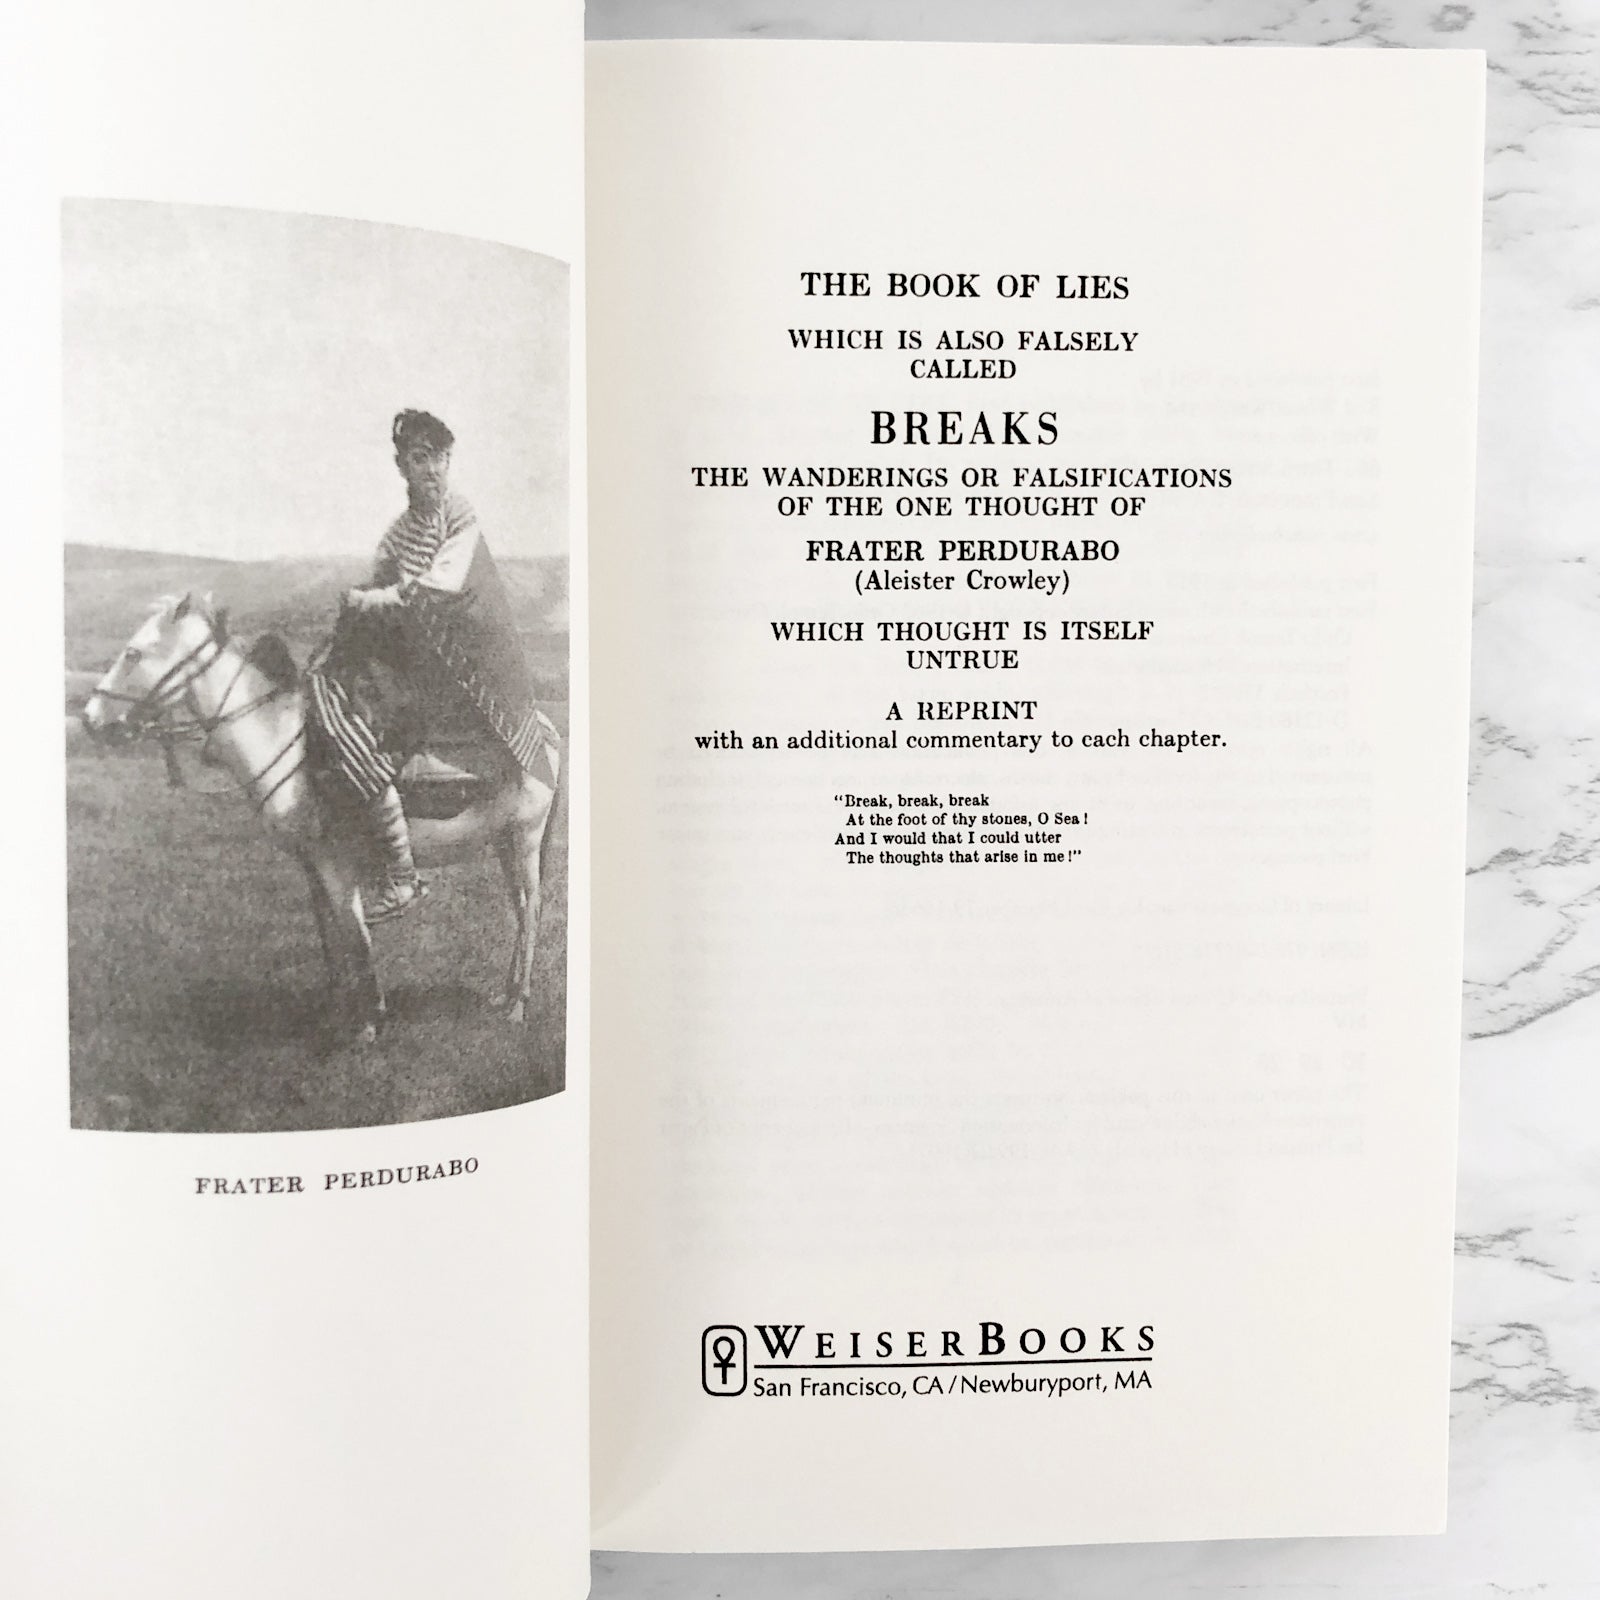 FRATER PERDURABO
THE BOOK OF LIES
WHICH IS ALSO FALSELY
CALLED
BREAKS
THE WANDERINGS OR FALSIFICATIONS
OF THE ONE THOUGHT OF
FRATER PERDURABO
(Aleister Crowley)
WHICH THOUGHT IS ITSELF
UNTRUE
A REPRINT
with an additional commentary to each chapter.
"Break, break, break
At the foot of thy stones, O Sea!
And I would that I could utter
The thoughts that arise in me!"
WEISERBOOKS
San Francisco, CA/Newburyport, MA